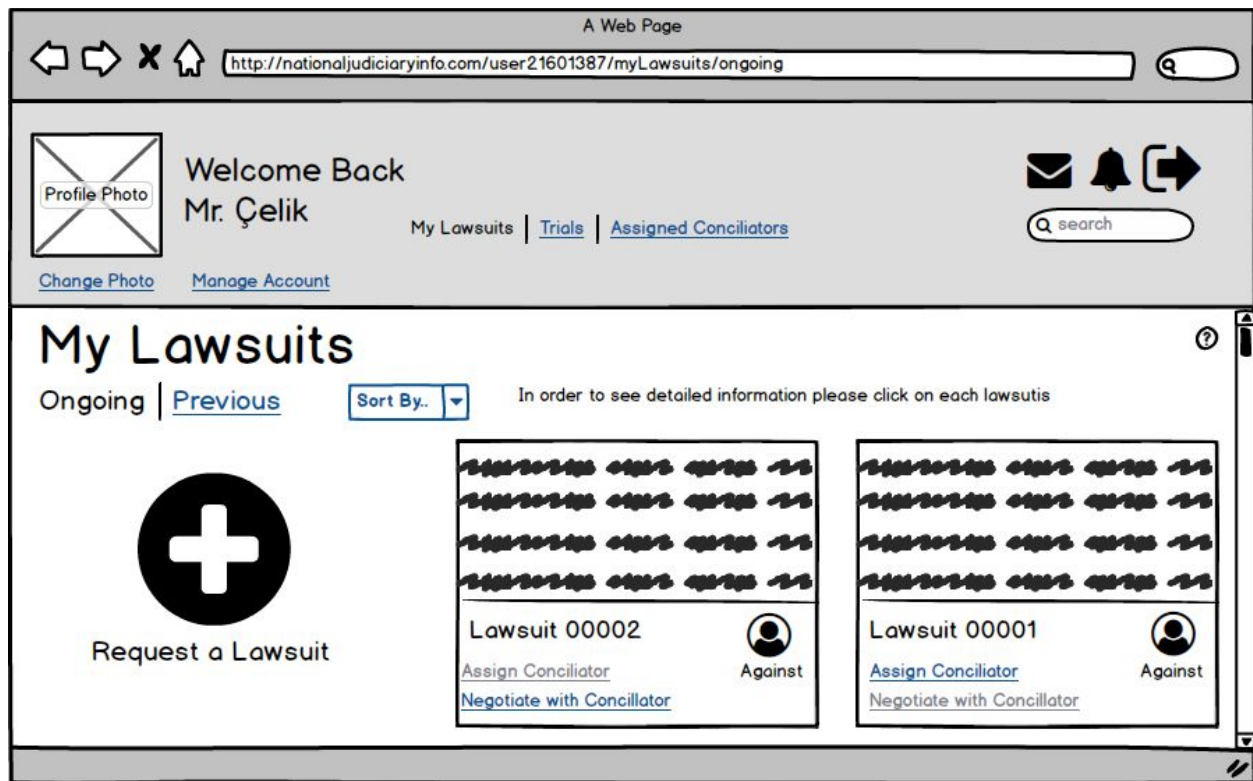 A Web Page
http://nationaljudiciaryinfo.com/user21601387/myLawsuits/ongoing
Profile Photo
Welcome Back
Mr. Çelik
My Lawsuits | Trials | Assigned Conciliators
search
Change Photo Manage Account
My Lawsuits
?
Ongoing | Previous
Sort By..
In order to see detailed information please click on each lawsutis
Request a Lawsuit
Lawsuit 00002
Assign Conciliator
Against
Negotiate with Concillator
Lawsuit 00001
Assign Conciliator
Against
Negotiate with Concillator